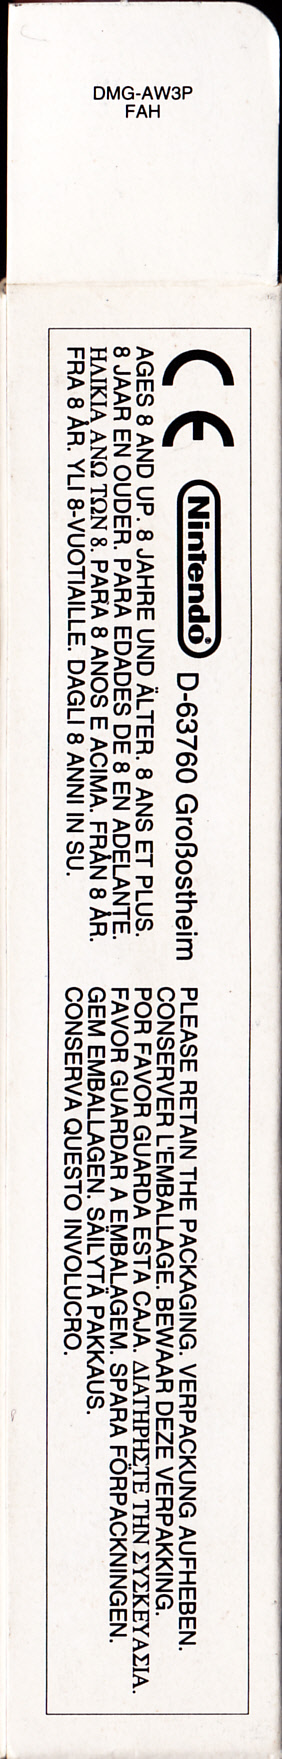 DMG-AW3P
FAH
CE Nintendo® D-63760 Großostheim
AGES 8 AND UP. 8 JAHRE UND ÄLTER. 8 ANS ET PLUS.
8 JAAR EN OUDER. PARA EDADES DE 8 EN ADELANTE.
ΗΛΙΚΙΑ ΑΝΩ ΤΩΝ 8. PARA 8 ANOS E ACIMA. FRÅN 8 ÅR.
FRA 8 ÅR. YLI 8-VUOTIAILLE. DAGLI 8 ANNI IN SU.
PLEASE RETAIN THE PACKAGING. VERPACKUNG AUFHEBEN.
CONSERVER L'EMBALLAGE. BEWAAR DEZE VERPAKKING.
POR FAVOR GUARDA ESTA CAJA. ΔΙΑΤΗΡΗΣΤΕ ΤΗΝ ΣΥΣΚΕΥΑΣΙΑ.
FAVOR GUARDAR A EMBALAGEM. SPARA FÖRPACKNINGEN.
GEM EMBALLAGEN. SÄILYTÄ PAKKAUS.
CONSERVA QUESTO INVOLUCRO.